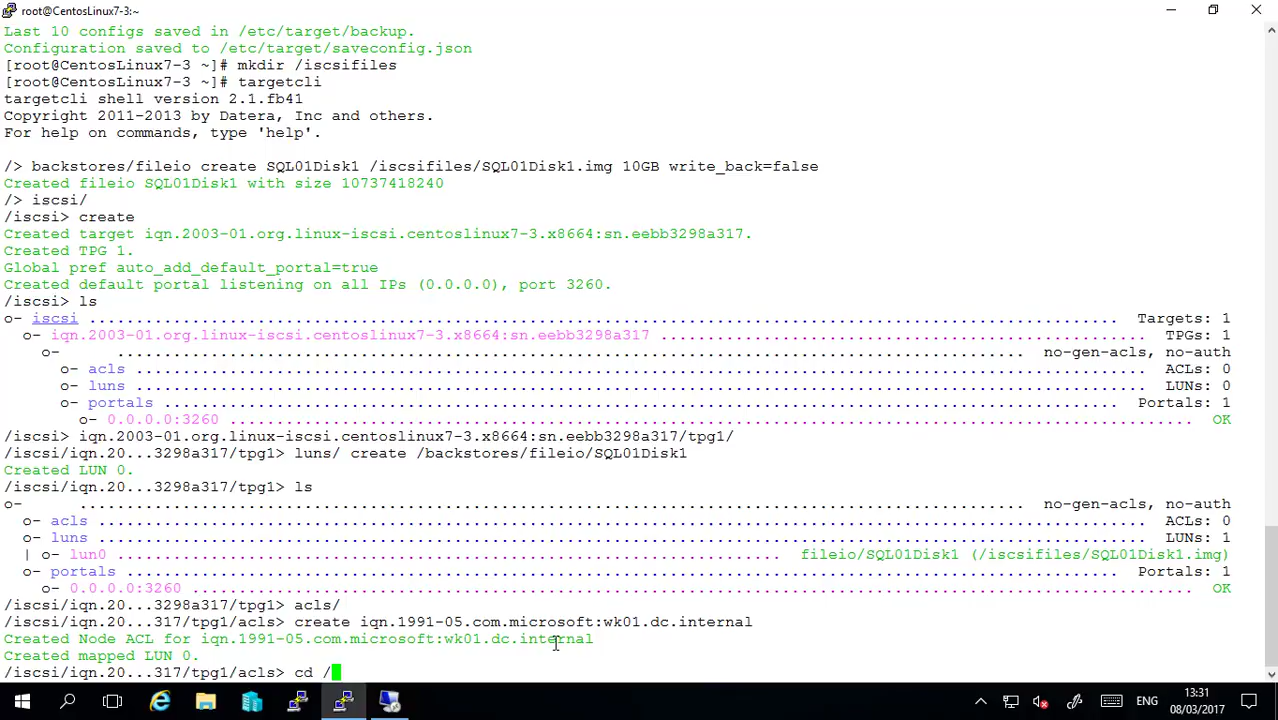 root@CentosLinux7-3:~
Last 10 configs saved in /etc/target/backup.
Configuration saved to /etc/target/saveconfig.json
[root@CentosLinux7-3 ~]# mkdir /iscsifiles
[root@CentosLinux7-3 ~]# targetcli
targetcli shell version 2.1.fb41
Copyright 2011-2013 by Datera, Inc and others.
For help on commands, type 'help'.
/> backstores/fileio create SQL01Disk1 /iscsifiles/SQL01Disk1.img 10GB write_back=false
Created fileio SQL01Disk1 with size 10737418240
/> iscsi/
/iscsi> create
Created target iqn.2003-01.org.linux-iscsi.centoslinux7-3.x8664:sn.eebb3298a317.
Created TPG 1.
Global pref auto_add_default_portal=true
Created default portal listening on all IPs (0.0.0.0), port 3260.
/iscsi> ls
o- iscsi ................................................................ Targets: 1
o- iqn.2003-01.org.linux-iscsi.centoslinux7-3.x8664:sn.eebb3298a317 ................ TPGs: 1
o- ................................................................ no-gen-acls, no-auth
o- acls ................................................................ ACLs: 0
o- luns ................................................................ LUNs: 0
o- portals ................................................................ Portals: 1
o- 0.0.0.0:3260 ................................................................ OK
/iscsi> iqn.2003-01.org.linux-iscsi.centoslinux7-3.x8664:sn.eebb3298a317/tpg1/
/iscsi/iqn.20...3298a317/tpg1> luns/ create /backstores/fileio/SQL01Disk1
Created LUN 0.
/iscsi/iqn.20...3298a317/tpg1> ls
o- ................................................................ no-gen-acls, no-auth
o- acls ................................................................ ACLs: 0
o- luns ................................................................ LUNs: 1
| o- lun0 ................................................ fileio/SQL01Disk1 (/iscsifiles/SQL01Disk1.img)
o- portals ................................................................ Portals: 1
o- 0.0.0.0:3260 ................................................................ OK
/iscsi/iqn.20...3298a317/tpg1> acls/
/iscsi/iqn.20...317/tpg1/acls> create iqn.1991-05.com.microsoft:wk01.dc.internal
Created Node ACL for iqn.1991-05.com.microsoft:wk01.dc.internal
Created mapped LUN 0.
/iscsi/iqn.20...317/tpg1/acls> cd /
ENG
13:31
08/03/2017